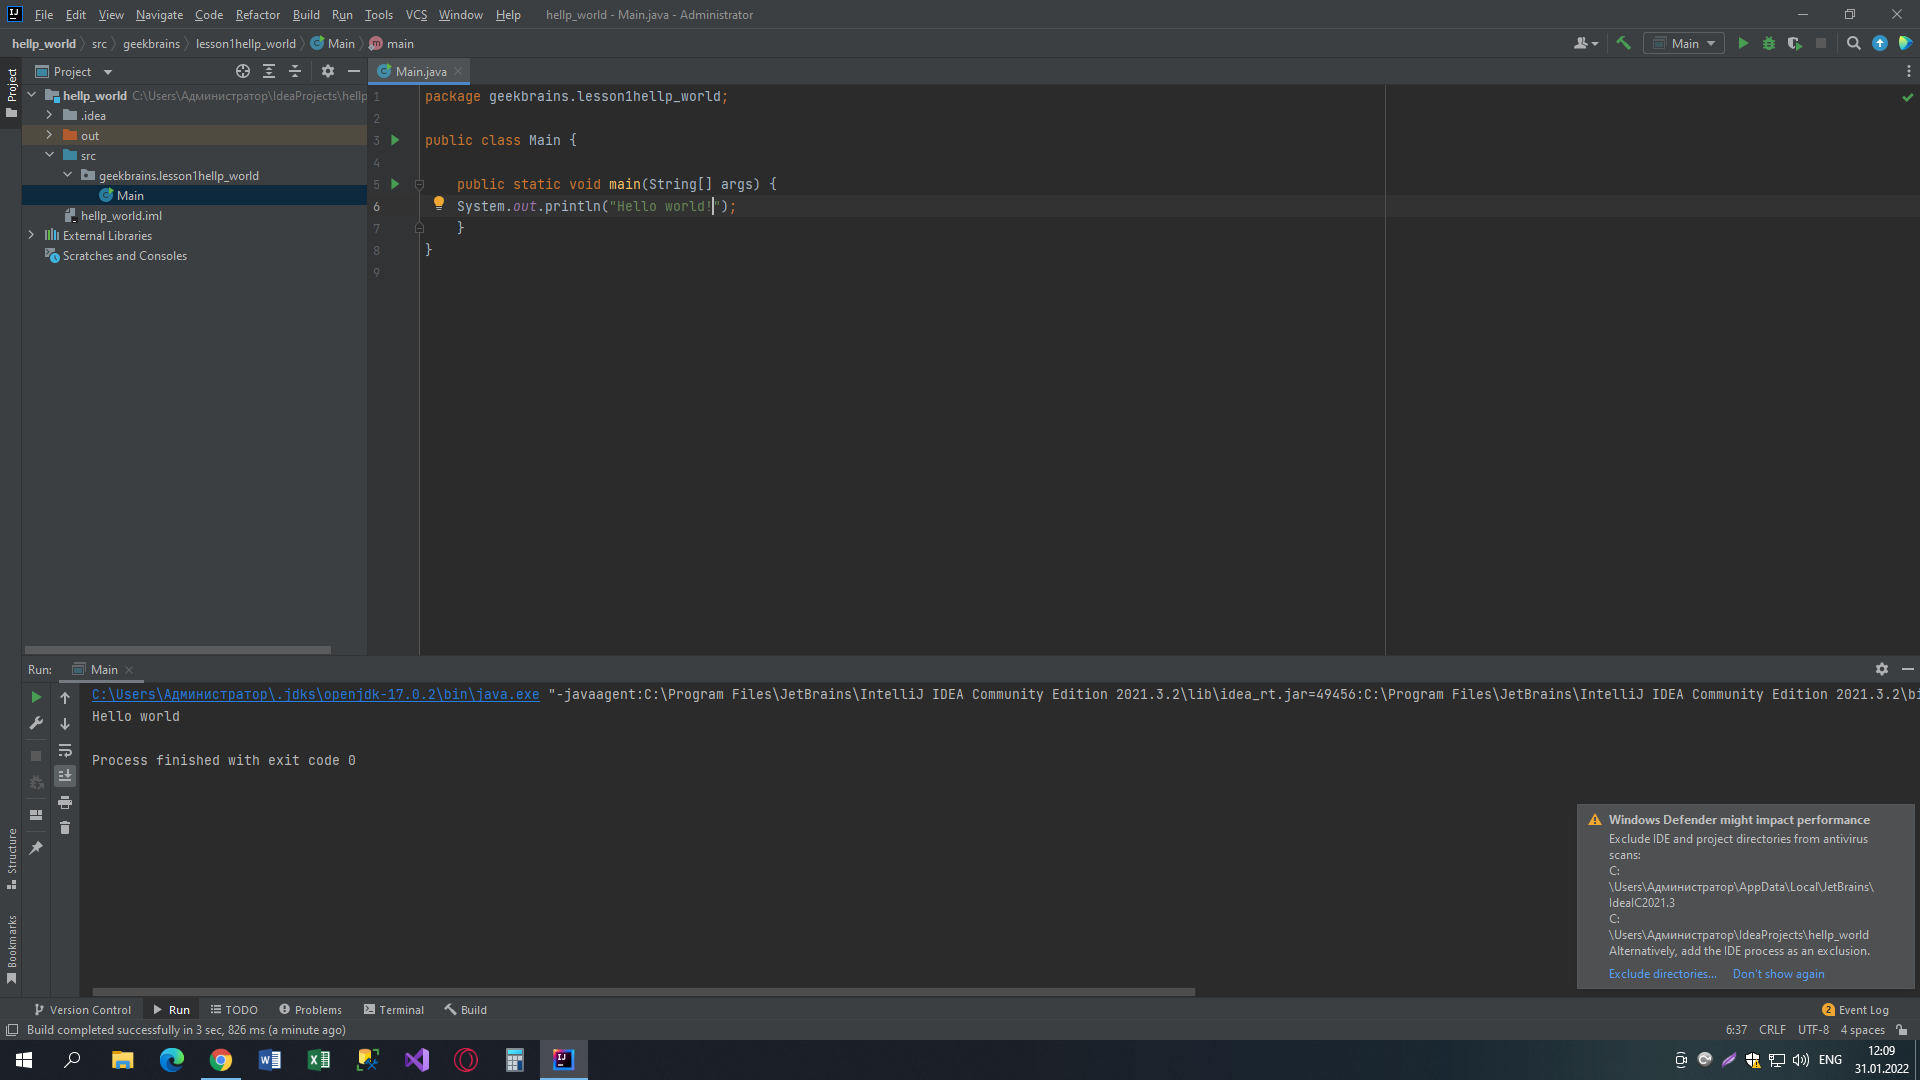 File Edit View Navigate Code Refactor Build Run Tools VCS Window Help hellp_world - Main.java - Administrator
hellp_world src geekbrains lesson1hellp_world Main main
Main
Project
Main.java
Project
hellp_world C:\Users\Администратор\IdeaProjects\hellp
.idea
out
src
geekbrains.lesson1hellp_world
Main
hellp_world.iml
External Libraries
Scratches and Consoles
1 package geekbrains.lesson1hellp_world;
2
3 public class Main {
4
5 public static void main(String[] args) {
6 System.out.println("Hello world!");
7 }
8 }
9
Run: Main
C:\Users\Администратор\.jdks\openjdk-17.0.2\bin\java.exe "-javaagent:C:\Program Files\JetBrains\IntelliJ IDEA Community Edition 2021.3.2\lib\idea_rt.jar=49456:C:\Program Files\JetBrains\IntelliJ IDEA Community Edition 2021.3.2\bi
Hello world
Process finished with exit code 0
Structure
Bookmarks
Windows Defender might impact performance
Exclude IDE and project directories from antivirus
scans:
C:
\Users\Администратор\AppData\Local\JetBrains\
IdeaIC2021.3
C:
\Users\Администратор\IdeaProjects\hellp_world
Alternatively, add the IDE process as an exclusion.
Exclude directories... Don't show again
Version Control Run TODO Problems Terminal Build 2 Event Log
Build completed successfully in 3 sec, 826 ms (a minute ago) 6:37 CRLF UTF-8 4 spaces
ENG
12:09
31.01.2022